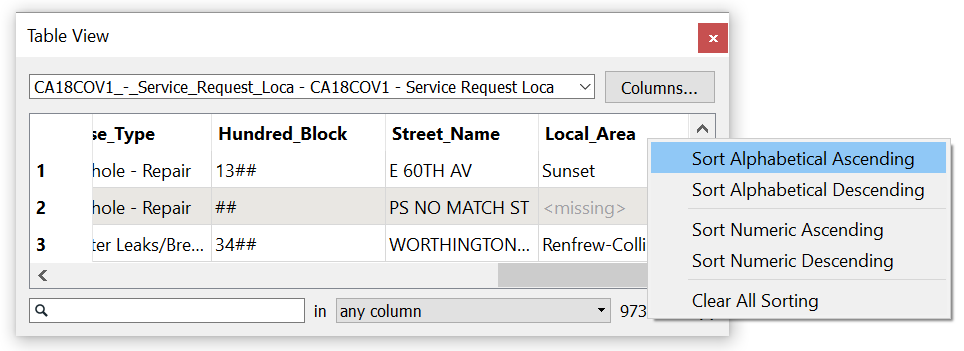 Table View
CA18COV1_-_Service_Request_Loca - CA18COV1 - Service Request Loca
Columns...
se_Type Hundred_Block Street_Name Local_Area
1 hole - Repair 13## E 60TH AV Sunset
2 hole - Repair ## PS NO MATCH ST <missing>
3 ter Leaks/Bre... 34## WORTHINGTON... Renfrew-Colli
in any column 973
Sort Alphabetical Ascending
Sort Alphabetical Descending
Sort Numeric Ascending
Sort Numeric Descending
Clear All Sorting